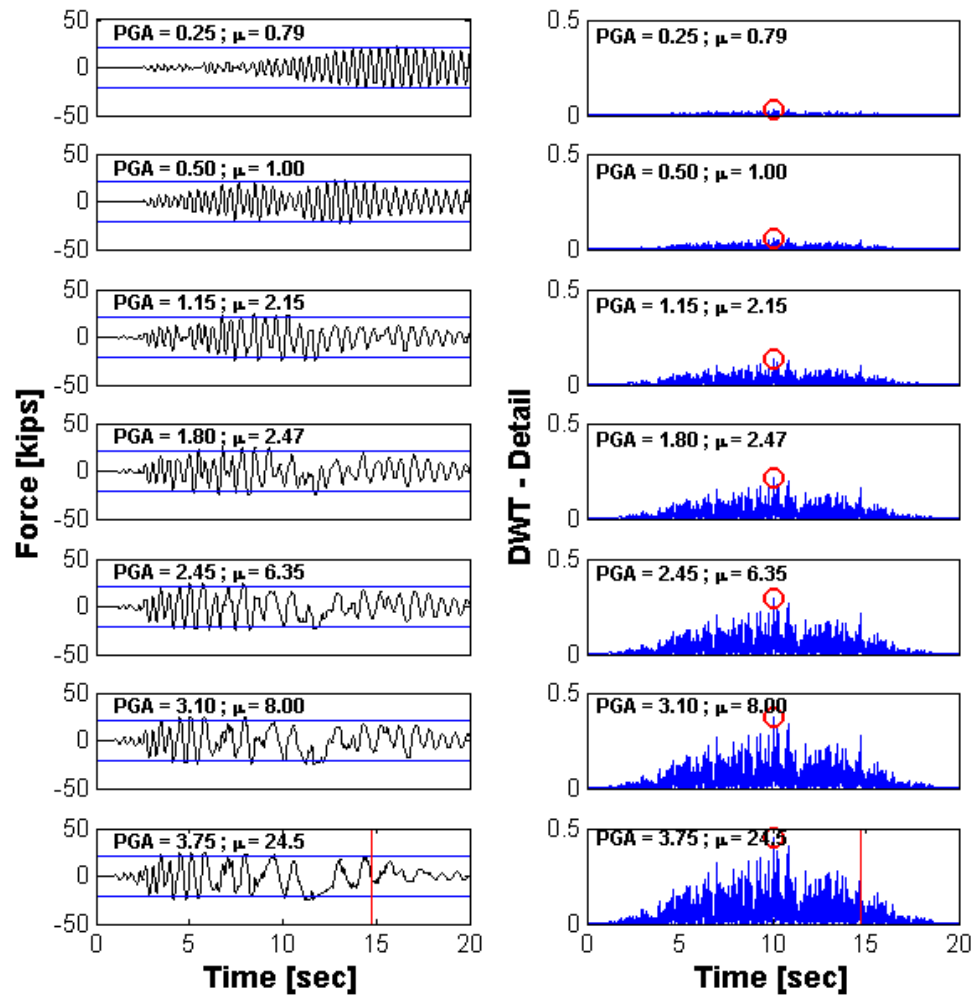 50
0
-50
PGA = 0.25 ; μ = 0.79
0.5
0
PGA = 0.25 ; μ = 0.79
50
0
-50
PGA = 0.50 ; μ = 1.00
0.5
0
PGA = 0.50 ; μ = 1.00
50
0
-50
PGA = 1.15 ; μ = 2.15
0.5
0
PGA = 1.15 ; μ = 2.15
50
0
-50
PGA = 1.80 ; μ = 2.47
0.5
0
PGA = 1.80 ; μ = 2.47
Force [kips]
DWT - Detail
50
0
-50
PGA = 2.45 ; μ = 6.35
0.5
0
PGA = 2.45 ; μ = 6.35
50
0
-50
PGA = 3.10 ; μ = 8.00
0.5
0
PGA = 3.10 ; μ = 8.00
50
0
-50
PGA = 3.75 ; μ = 24.5
0.5
0
PGA = 3.75 ; μ = 24.5
0 5 10 15 20
0 5 10 15 20
Time [sec]
Time [sec]